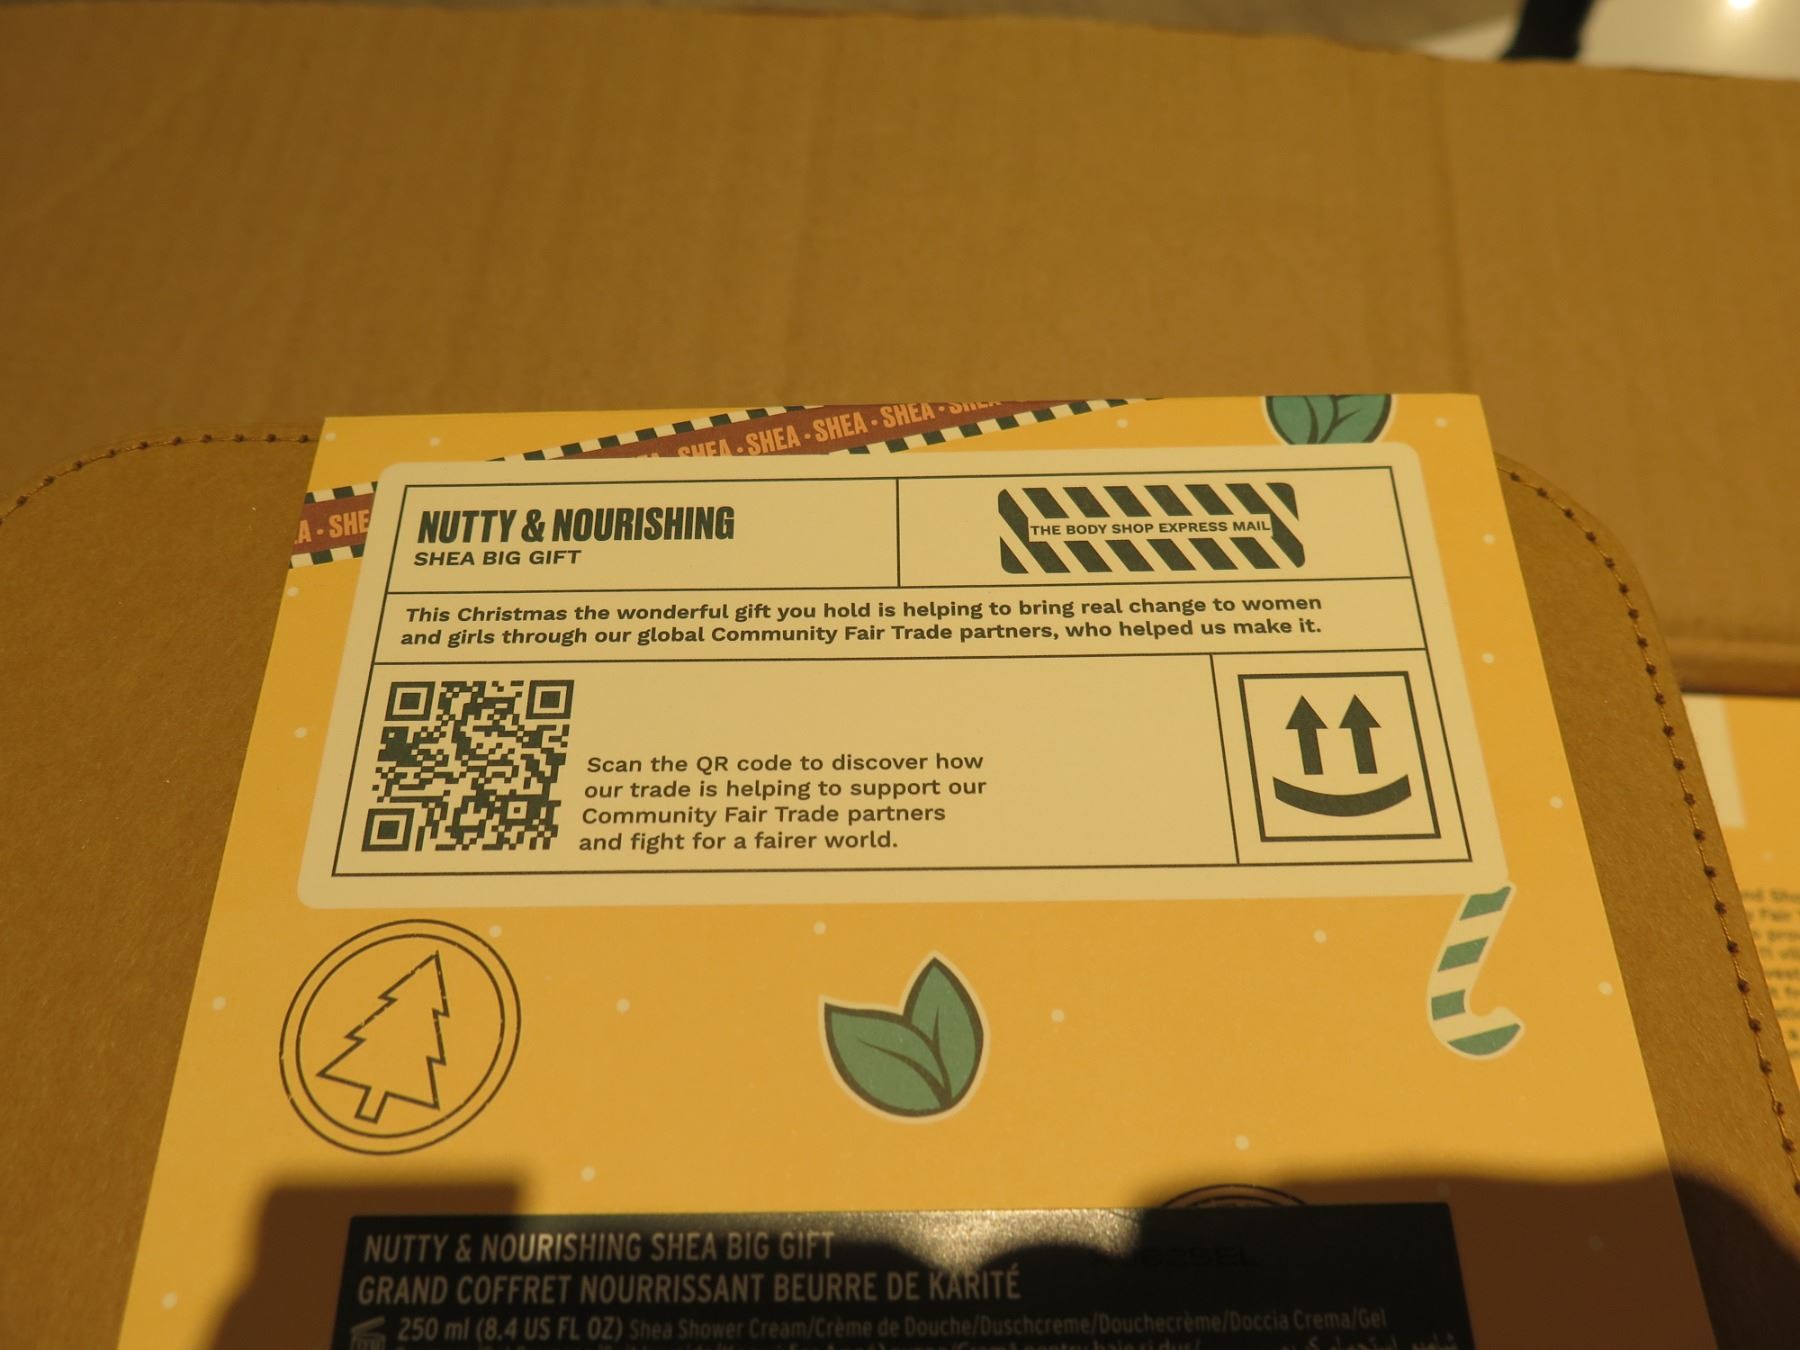 SHEA · SHEA · SHEA · SHEA
A · SHE
NUTTY & NOURISHING
SHEA BIG GIFT
THE BODY SHOP EXPRESS MAIL
This Christmas the wonderful gift you hold is helping to bring real change to women
and girls through our global Community Fair Trade partners, who helped us make it.
Scan the QR code to discover how
our trade is helping to support our
Community Fair Trade partners
and fight for a fairer world.
NUTTY & NOURISHING SHEA BIG GIFT
GRAND COFFRET NOURRISSANT BEURRE DE KARITÉ
250 ml (8.4 US FL OZ) Shea Shower Cream/Crème de Douche/Duschcreme/Douchecrème/Doccia Crema/Gel